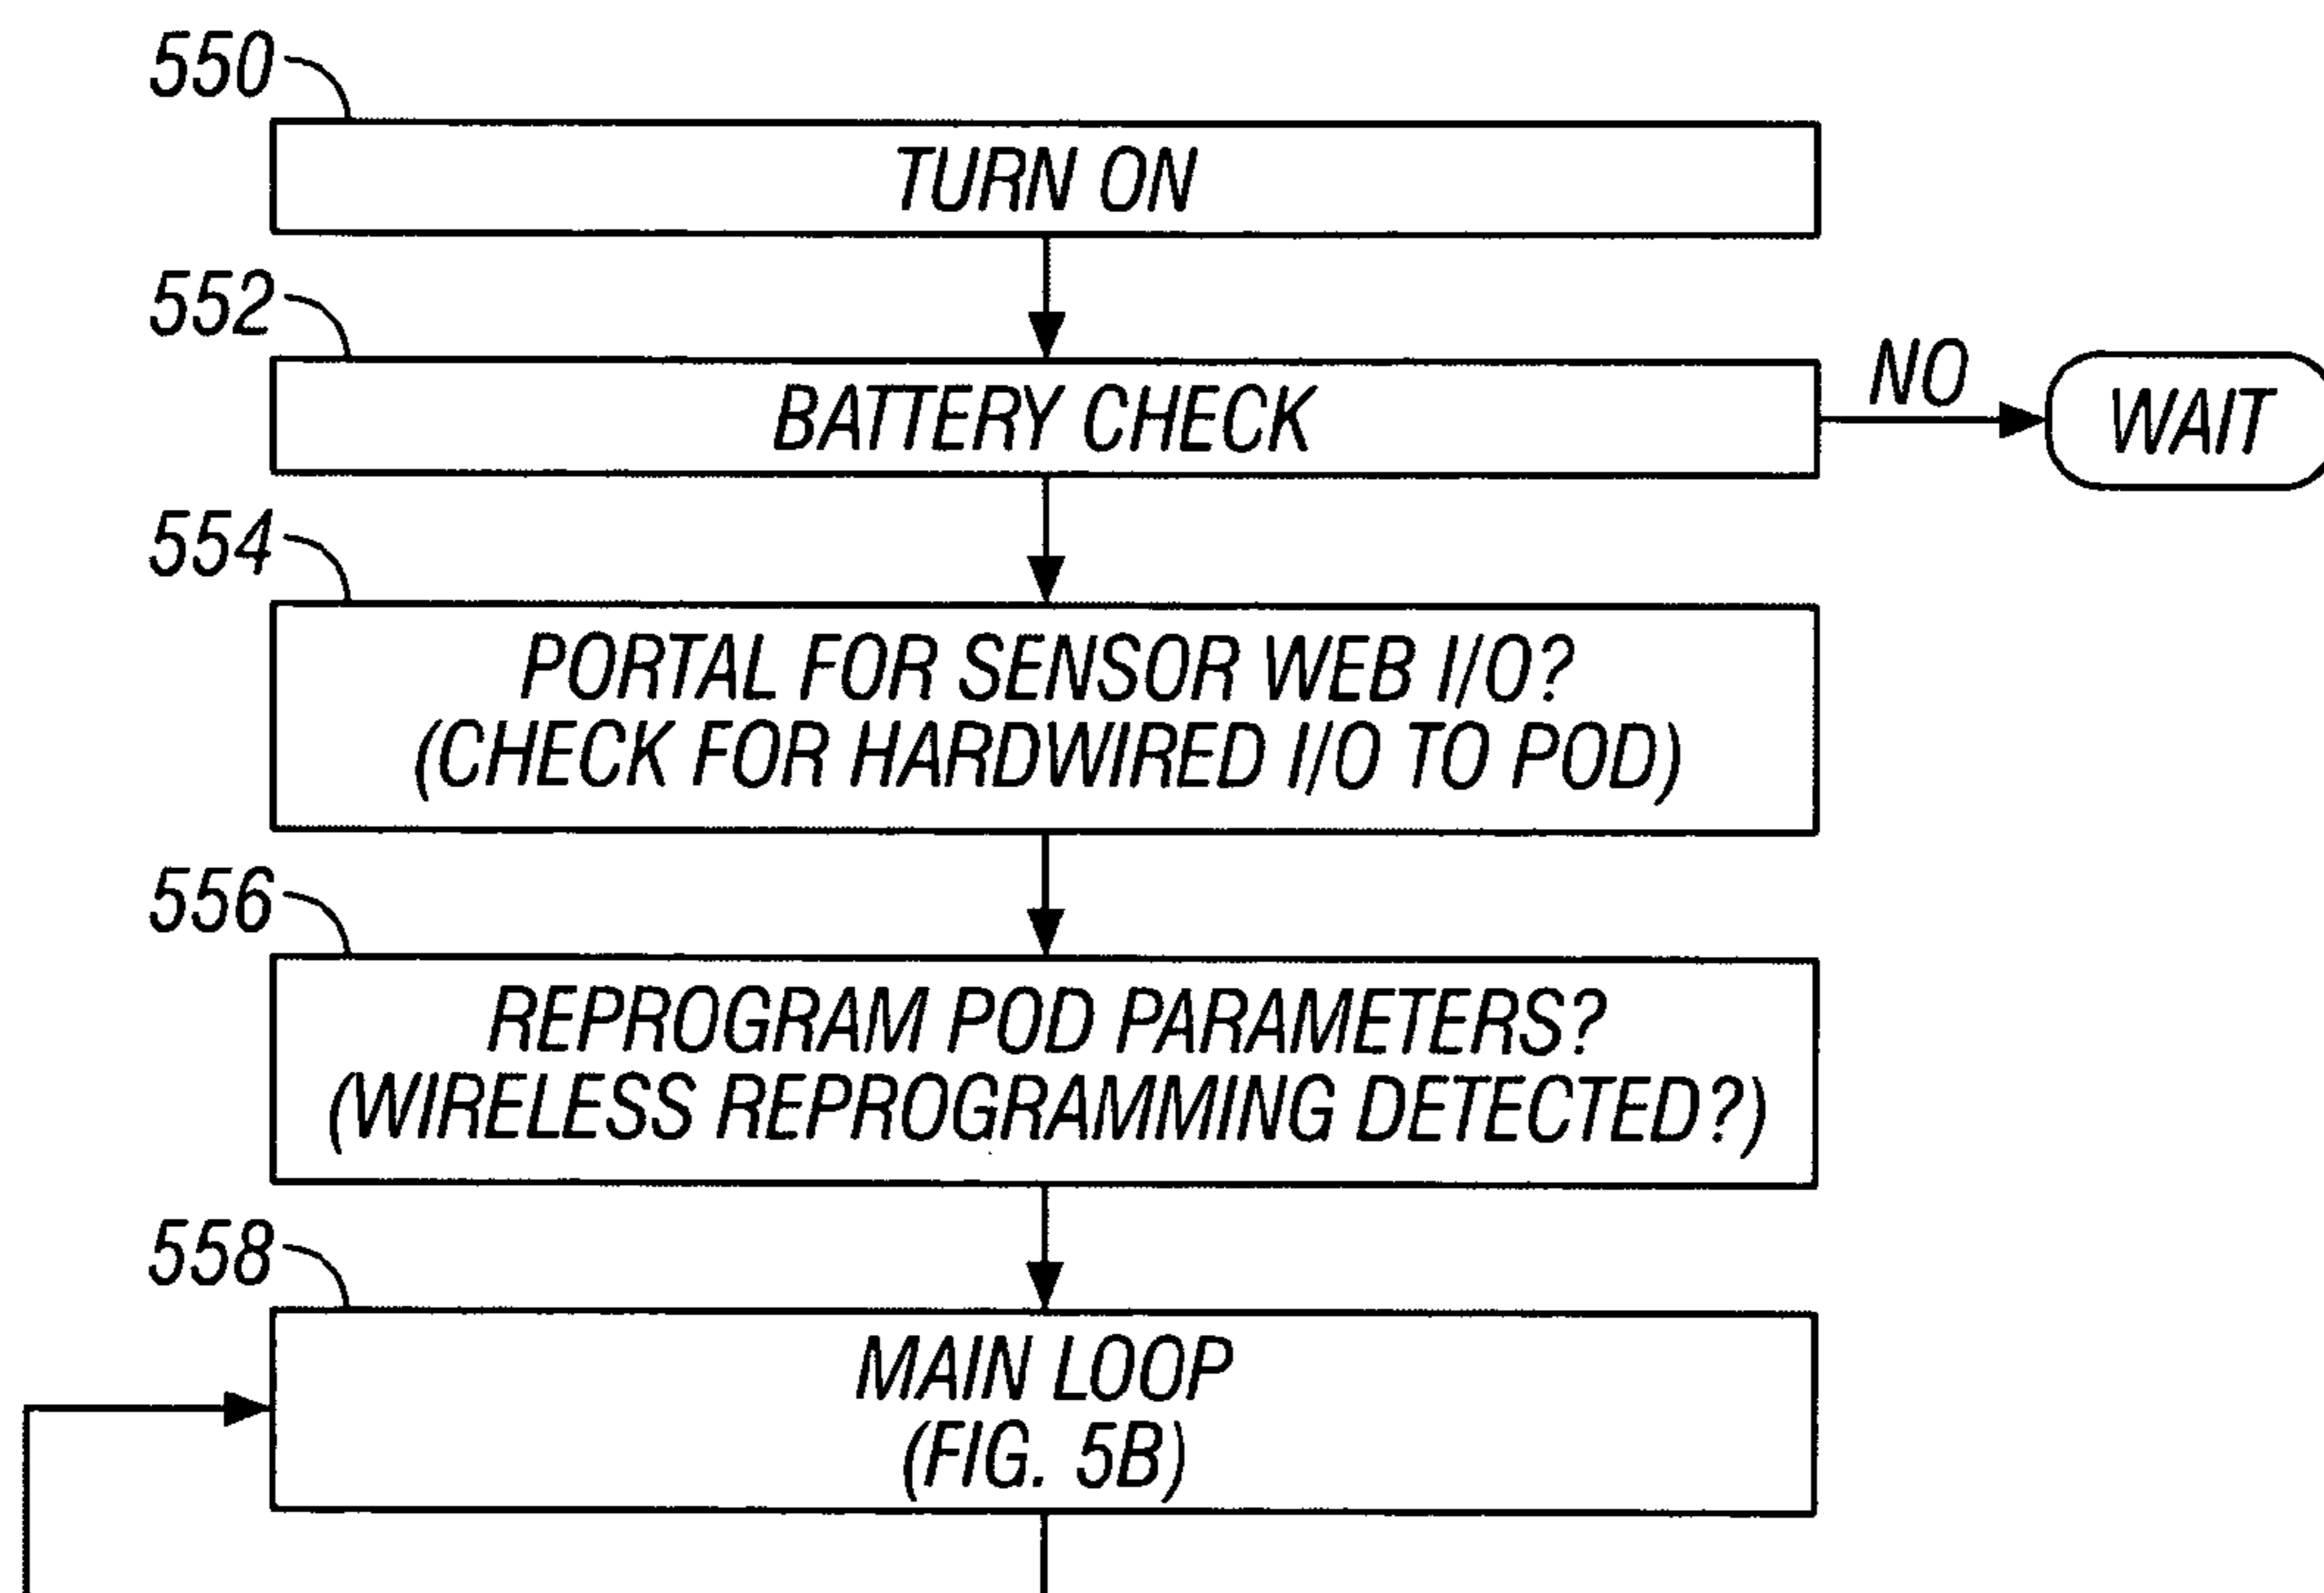 550
TURN ON
552
BATTERY CHECK
NO
WAIT
554
PORTAL FOR SENSOR WEB I/O?
(CHECK FOR HARDWIRED I/O TO POD)
556
REPROGRAM POD PARAMETERS?
(WIRELESS REPROGRAMMING DETECTED?)
558
MAIN LOOP
(FIG. 5B)